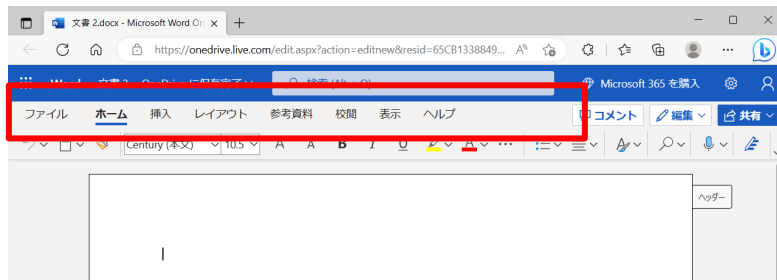 文書 2.docx - Microsoft Word On
https://onedrive.live.com/edit.aspx?action=editnew&resid=65CB1338849...
Microsoft 365 を購入
ファイル ホーム 挿入 レイアウト 参考資料 校閲 表示 ヘルプ コメント 編集 共有
Century (本文) 10.5 A A B I U A
ヘッダー